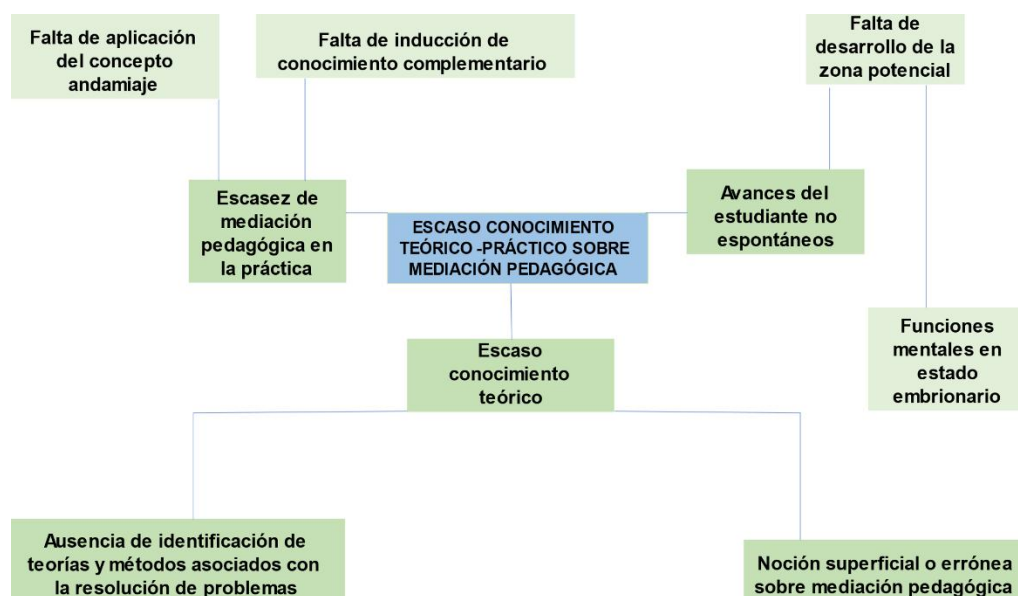 Falta de aplicación
del concepto
andamiaje
Falta de inducción de
conocimiento complementario
Falta de
desarrollo de la
zona potencial
Escasez de
mediación
pedagógica en
la práctica
ESCASO CONOCIMIENTO
TEÓRICO -PRÁCTICO SOBRE
MEDIACIÓN PEDAGÓGICA
Avances del
estudiante no
espontáneos
Escaso
conocimiento
teórico
Funciones
mentales en
estado
embrionario
Ausencia de identificación de
teorías y métodos asociados con
la resolución de problemas
Noción superficial o errónea
sobre mediación pedagógica